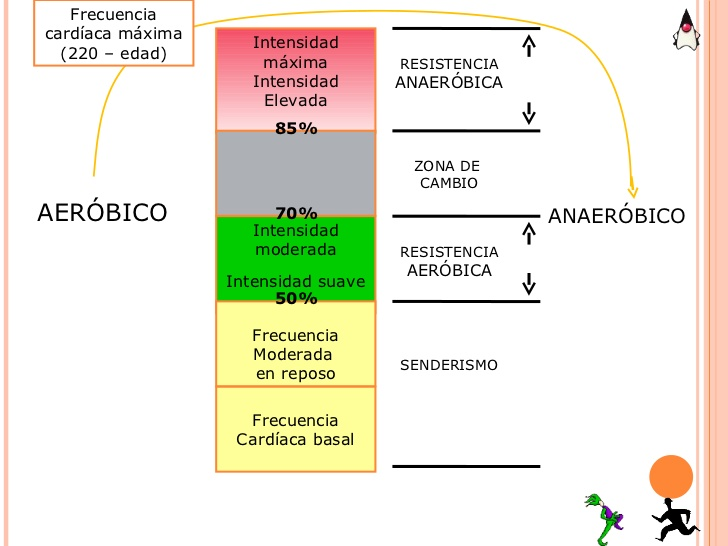 Frecuencia
cardíaca máxima
(220 – edad)
Intensidad
máxima
Intensidad
Elevada
85%
RESISTENCIA
ANAERÓBICA
ZONA DE
CAMBIO
AERÓBICO
70%
ANAERÓBICO
Intensidad
moderada
Intensidad suave
50%
RESISTENCIA
AERÓBICA
Frecuencia
Moderada
en reposo
SENDERISMO
Frecuencia
Cardíaca basal